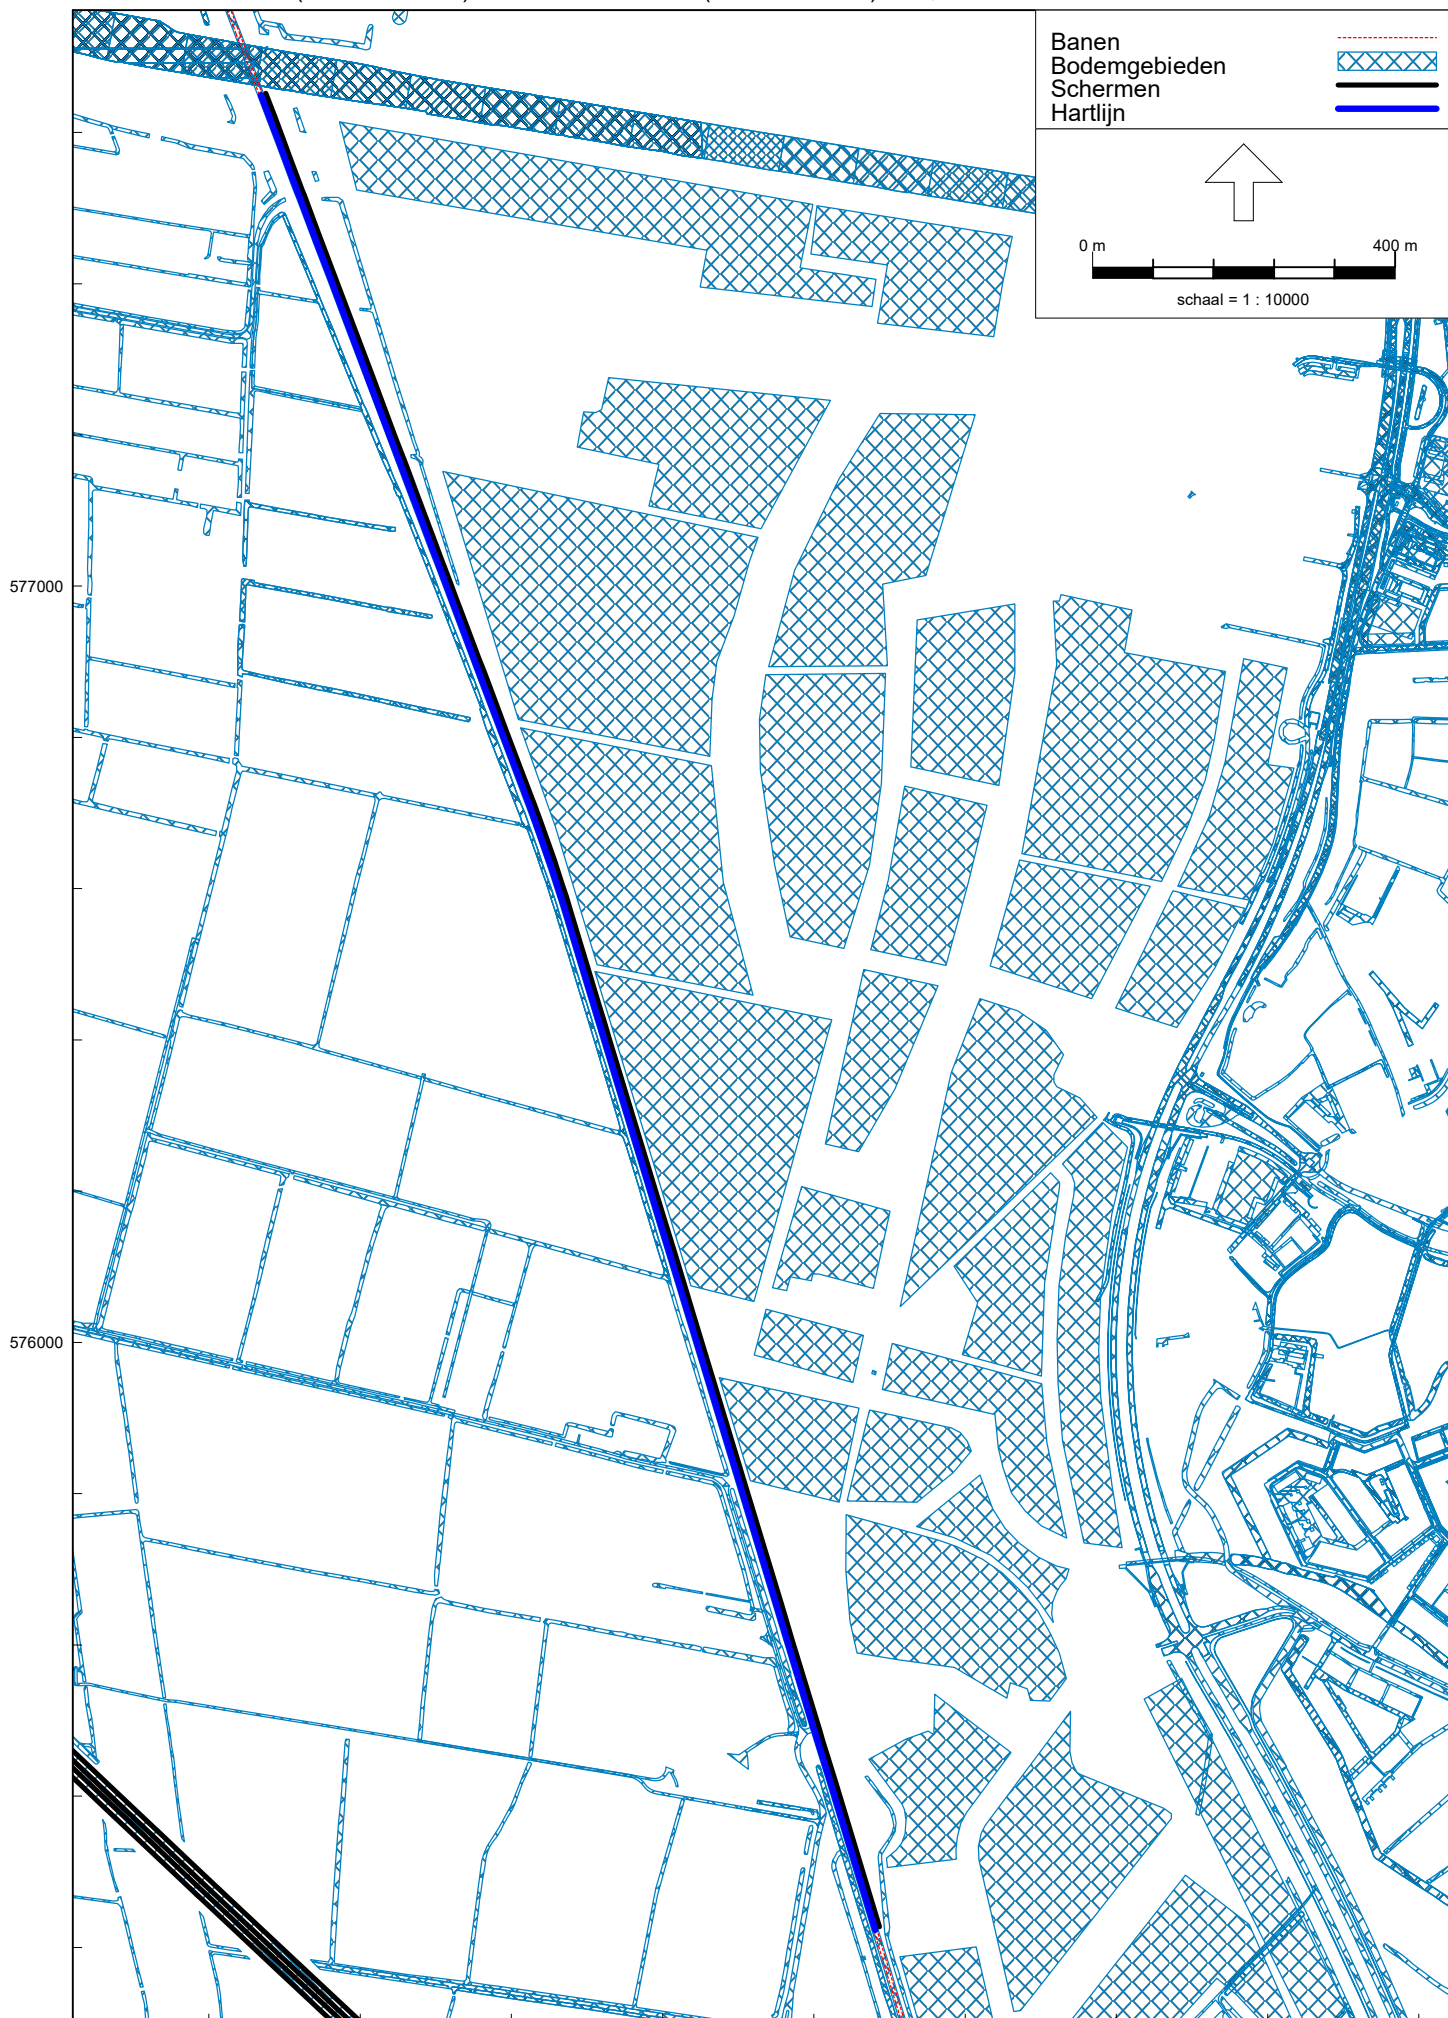 Banen
Bodemgebieden
Schermen
Hartlijn
0 m 400 m
schaal = 1 : 10000
577000
576000